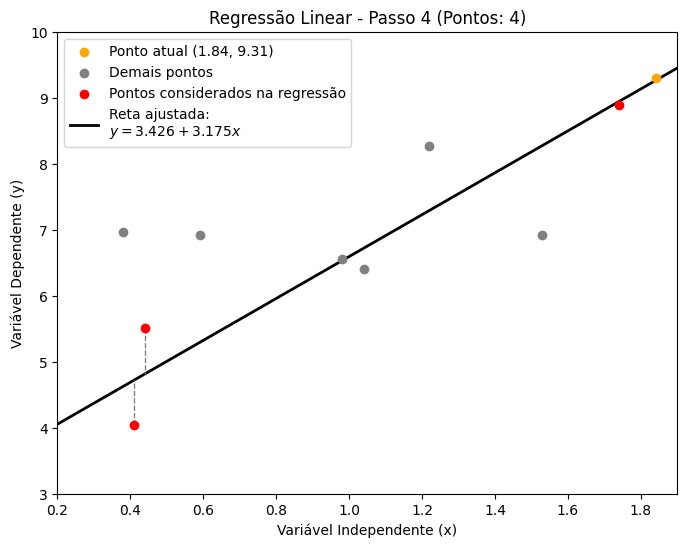 Regressão Linear - Passo 4 (Pontos: 4)
Ponto atual (1.84, 9.31)
Demais pontos
Pontos considerados na regressão
Reta ajustada:
y = 3.426 + 3.175x
Variável Dependente (y)
10
9
8
7
6
5
4
3
0.2 0.4 0.6 0.8 1.0 1.2 1.4 1.6 1.8
Variável Independente (x)